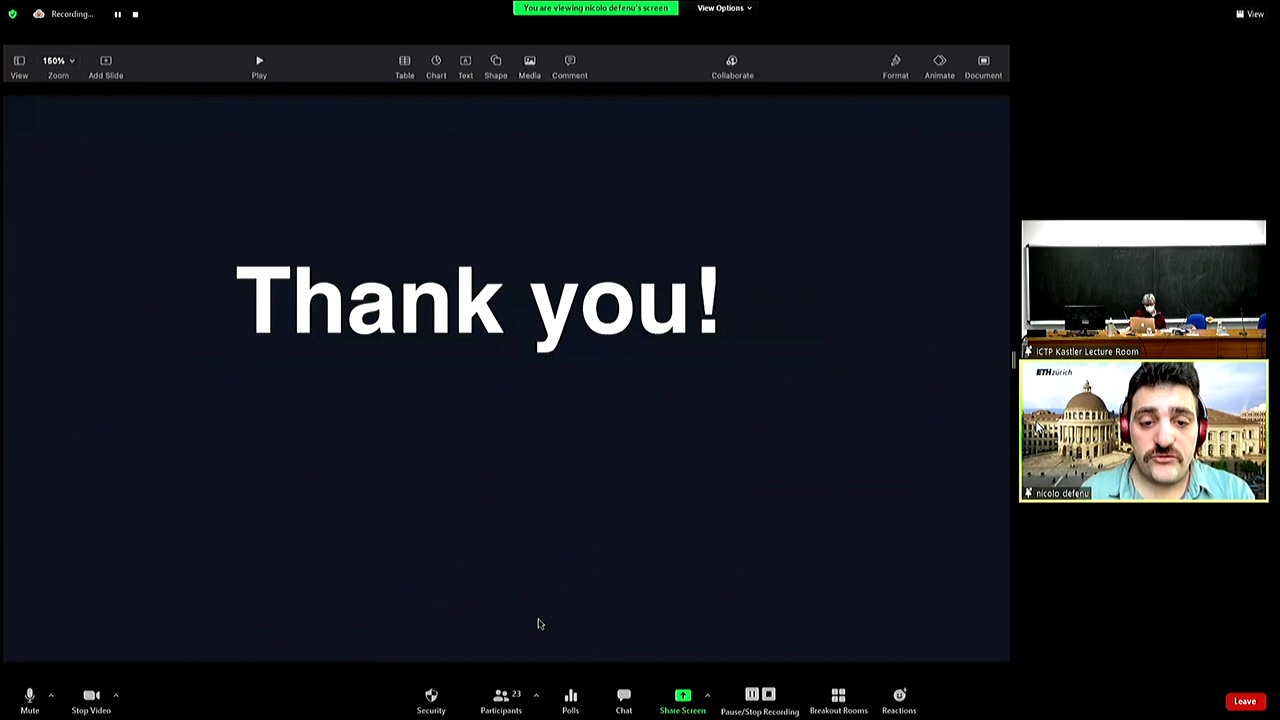 Recording...
You are viewing nicolo defenu's screen
View Options
View
150%
View
Zoom
Add Slide
Play
Table
Chart
Text
Shape
Media
Comment
Collaborate
Format
Animate
Document
Thank you!
ICTP Kastler Lecture Room
ETH zürich
nicolo defenu
Mute
Stop Video
Security
Participants
23
Polls
Chat
Share Screen
Pause/Stop Recording
Breakout Rooms
Reactions
Leave